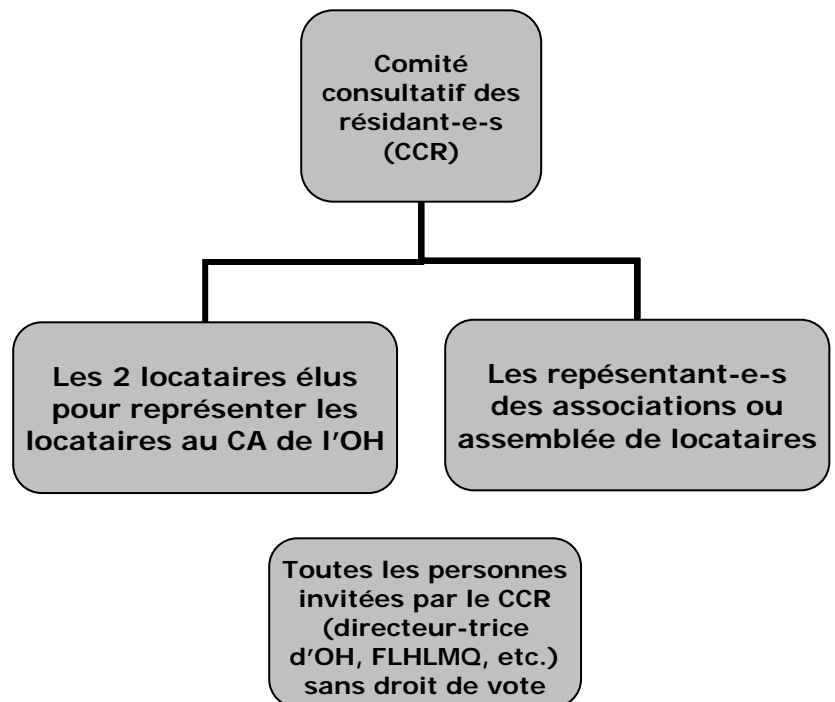 Comité
consultatif des
résidant-e-s
(CCR)
Les 2 locataires élus
pour représenter les
locataires au CA de l'OH
Les repésentant-e-s
des associations ou
assemblée de locataires
Toutes les personnes
invitées par le CCR
(directeur-trice
d'OH, FLHLMQ, etc.)
sans droit de vote